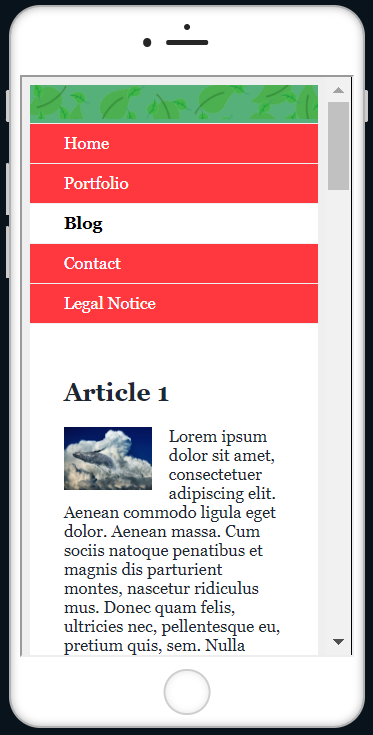 Home
Portfolio
Blog
Contact
Legal Notice
Article 1
Lorem ipsum
dolor sit amet,
consectetuer
adipiscing elit.
Aenean commodo ligula eget
dolor. Aenean massa. Cum
sociis natoque penatibus et
magnis dis parturient
montes, nascetur ridiculus
mus. Donec quam felis,
ultricies nec, pellentesque eu,
pretium quis, sem. Nulla